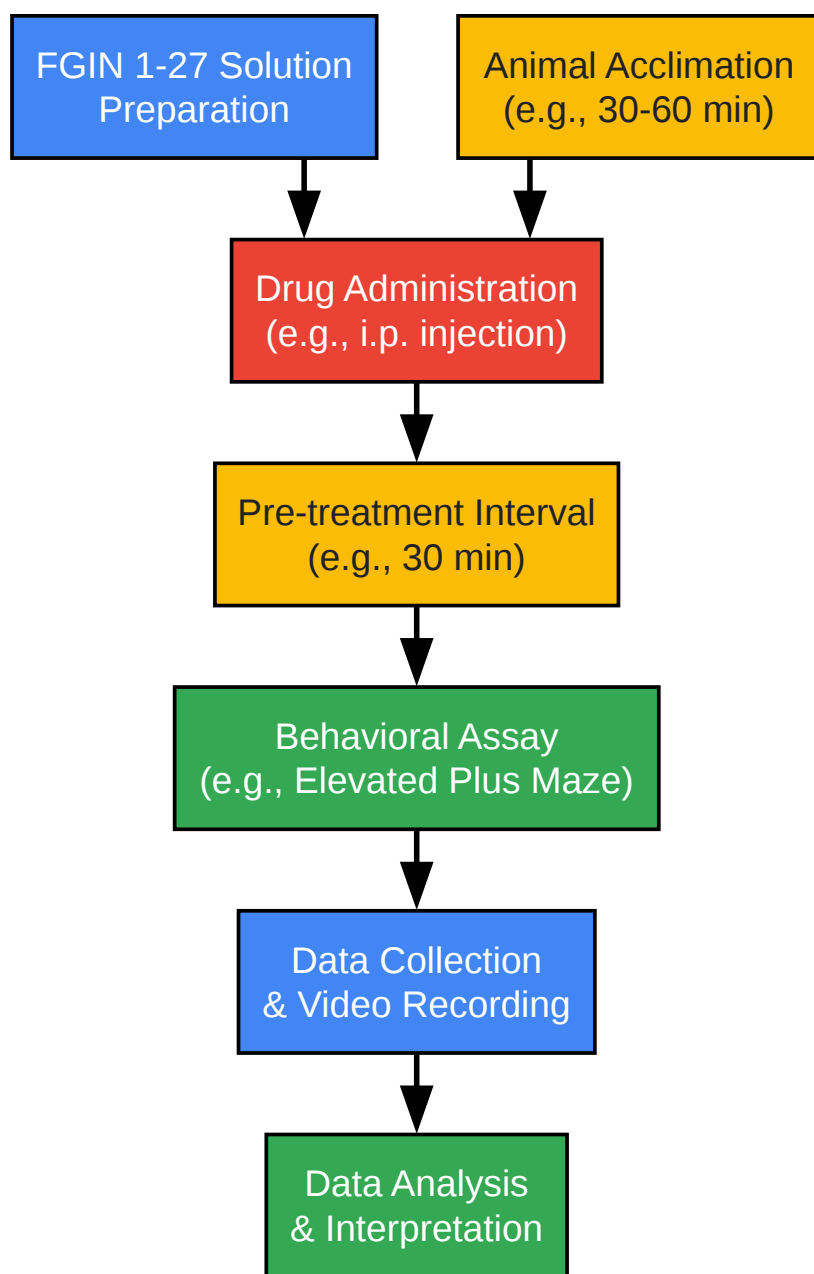 FGIN 1-27 Solution
Preparation
Animal Acclimation
(e.g., 30-60 min)
Drug Administration
(e.g., i.p. injection)
Pre-treatment Interval
(e.g., 30 min)
Behavioral Assay
(e.g., Elevated Plus Maze)
Data Collection
& Video Recording
Data Analysis
& Interpretation